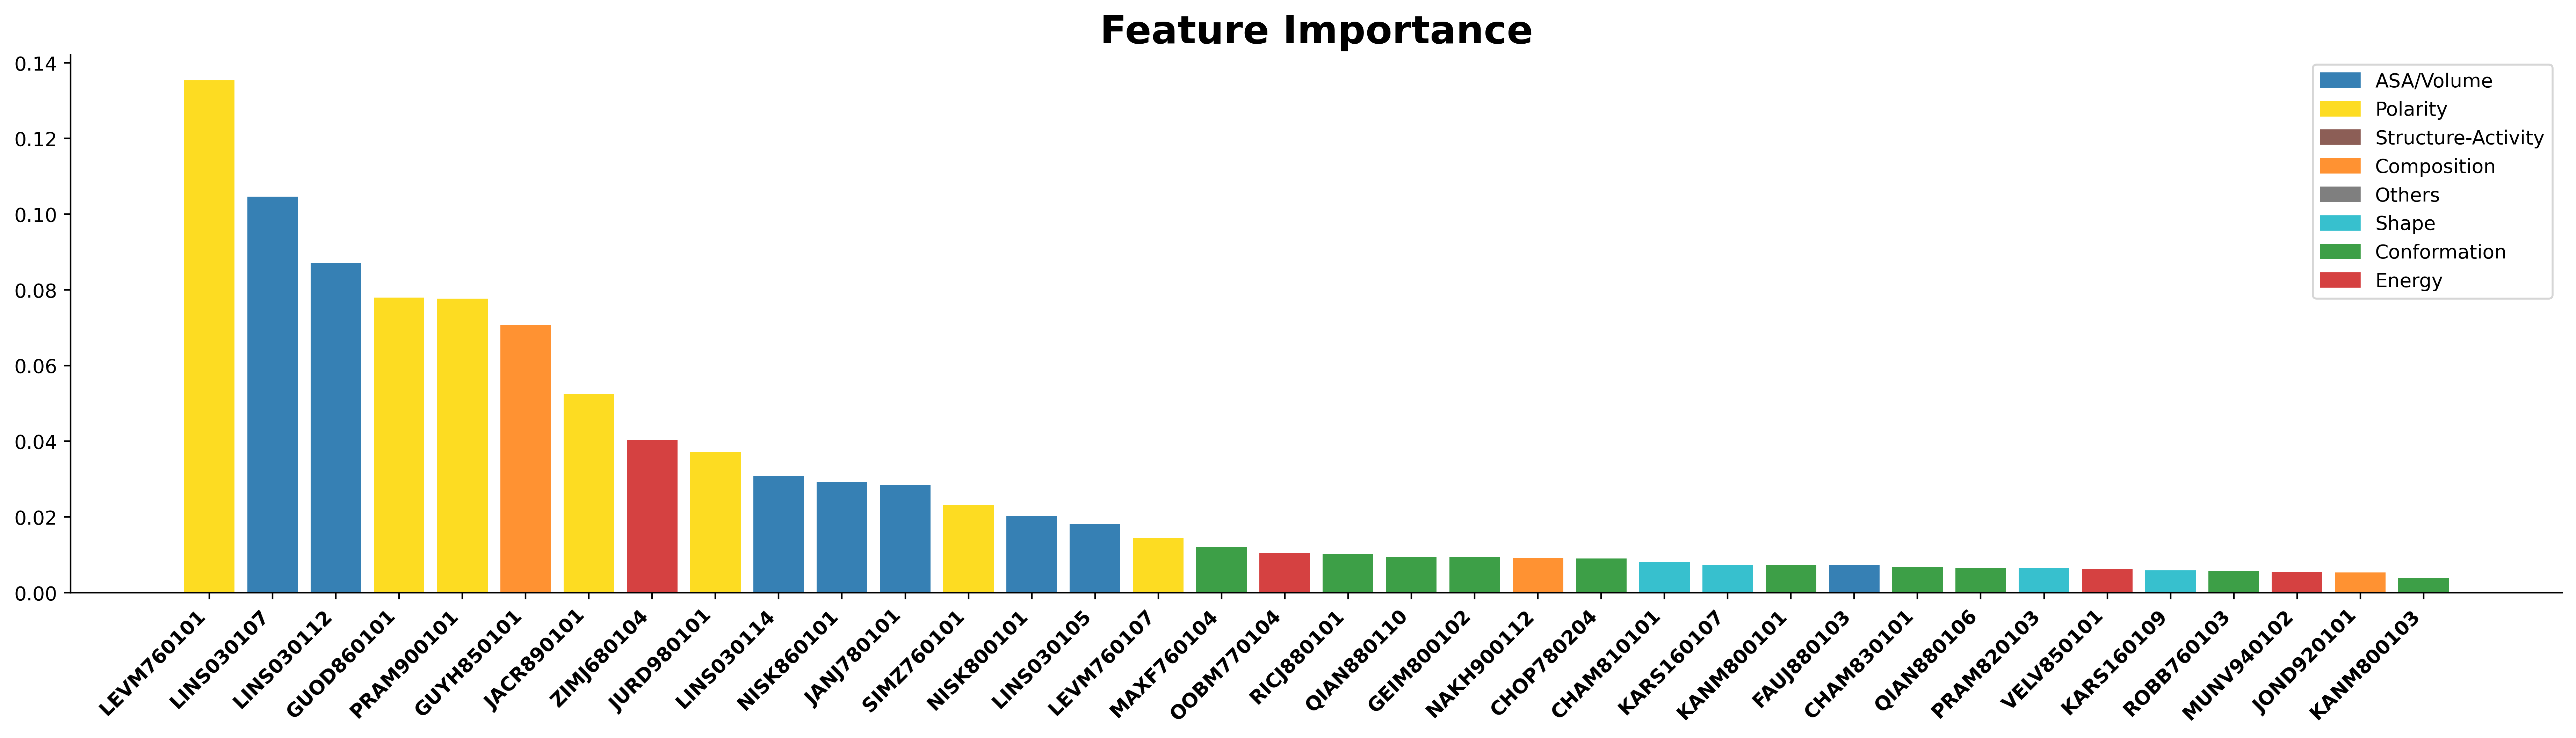 Feature Importance
0.14
0.12
0.10
0.08
0.06
0.04
0.02
0.00
ASA/Volume
Polarity
Structure-Activity
Composition
Others
Shape
Conformation
Energy
LEVM760101
LINS030107
LINS030112
GUOD860101
PRAM900101
GUYH850101
JACR890101
ZIMJ680104
JURD980101
LINS030114
NISK860101
JANJ780101
SIMZ760101
NISK800101
LINS030105
LEVM760107
MAXF760104
OOBM770104
RICJ880101
QIAN880110
GEIM800102
NAKH900112
CHOP780204
CHAM810101
KARS160107
KANM800101
FAUJ880103
CHAM830101
QIAN880106
PRAM820103
VELV850101
KARS160109
ROBB760103
MUNV940102
JOND920101
KANM800103